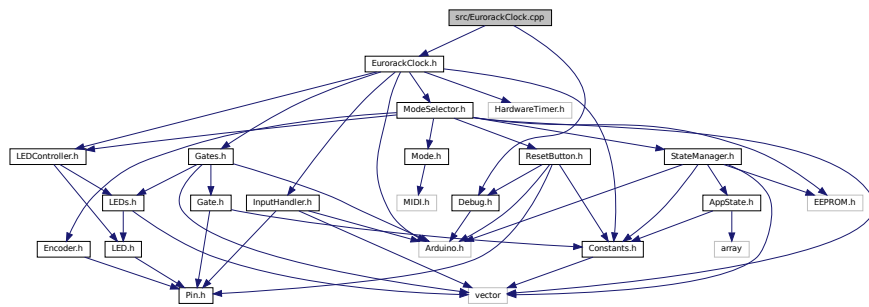 src/EurorackClock.cpp
EurorackClock.h
ModeSelector.h
HardwareTimer.h
LEDController.h
Gates.h
Mode.h
ResetButton.h
StateManager.h
LEDs.h
Gate.h
InputHandler.h
MIDI.h
Debug.h
AppState.h
EEPROM.h
Encoder.h
LED.h
Arduino.h
Constants.h
array
Pin.h
vector